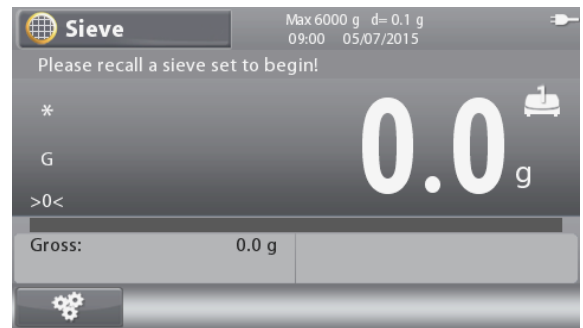 Sieve
Max 6000 g d= 0.1 g
09:00 05/07/2015
Please recall a sieve set to begin!
*
1
0.0 g
G
>0<
Gross: 0.0 g